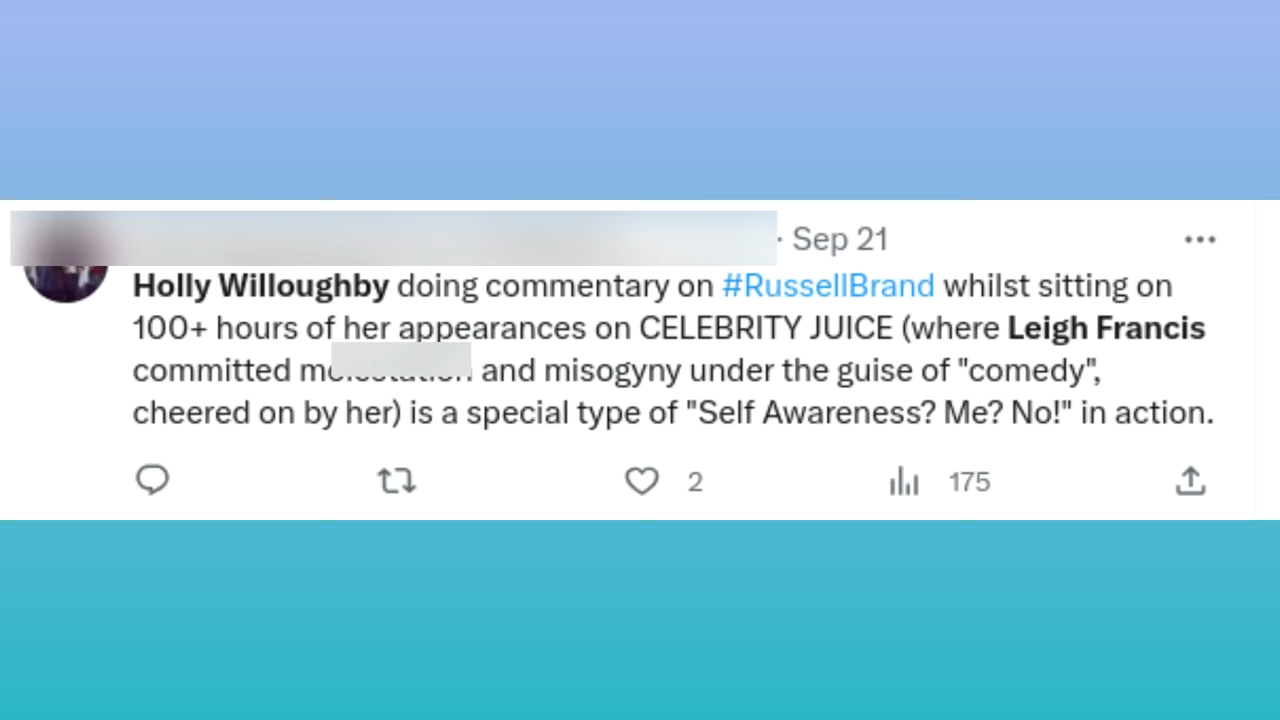 · Sep 21
Holly Willoughby doing commentary on #RussellBrand whilst sitting on
100+ hours of her appearances on CELEBRITY JUICE (where Leigh Francis
committed and misogyny under the guise of "comedy",
cheered on by her) is a special type of "Self Awareness? Me? No!" in action.
2 175